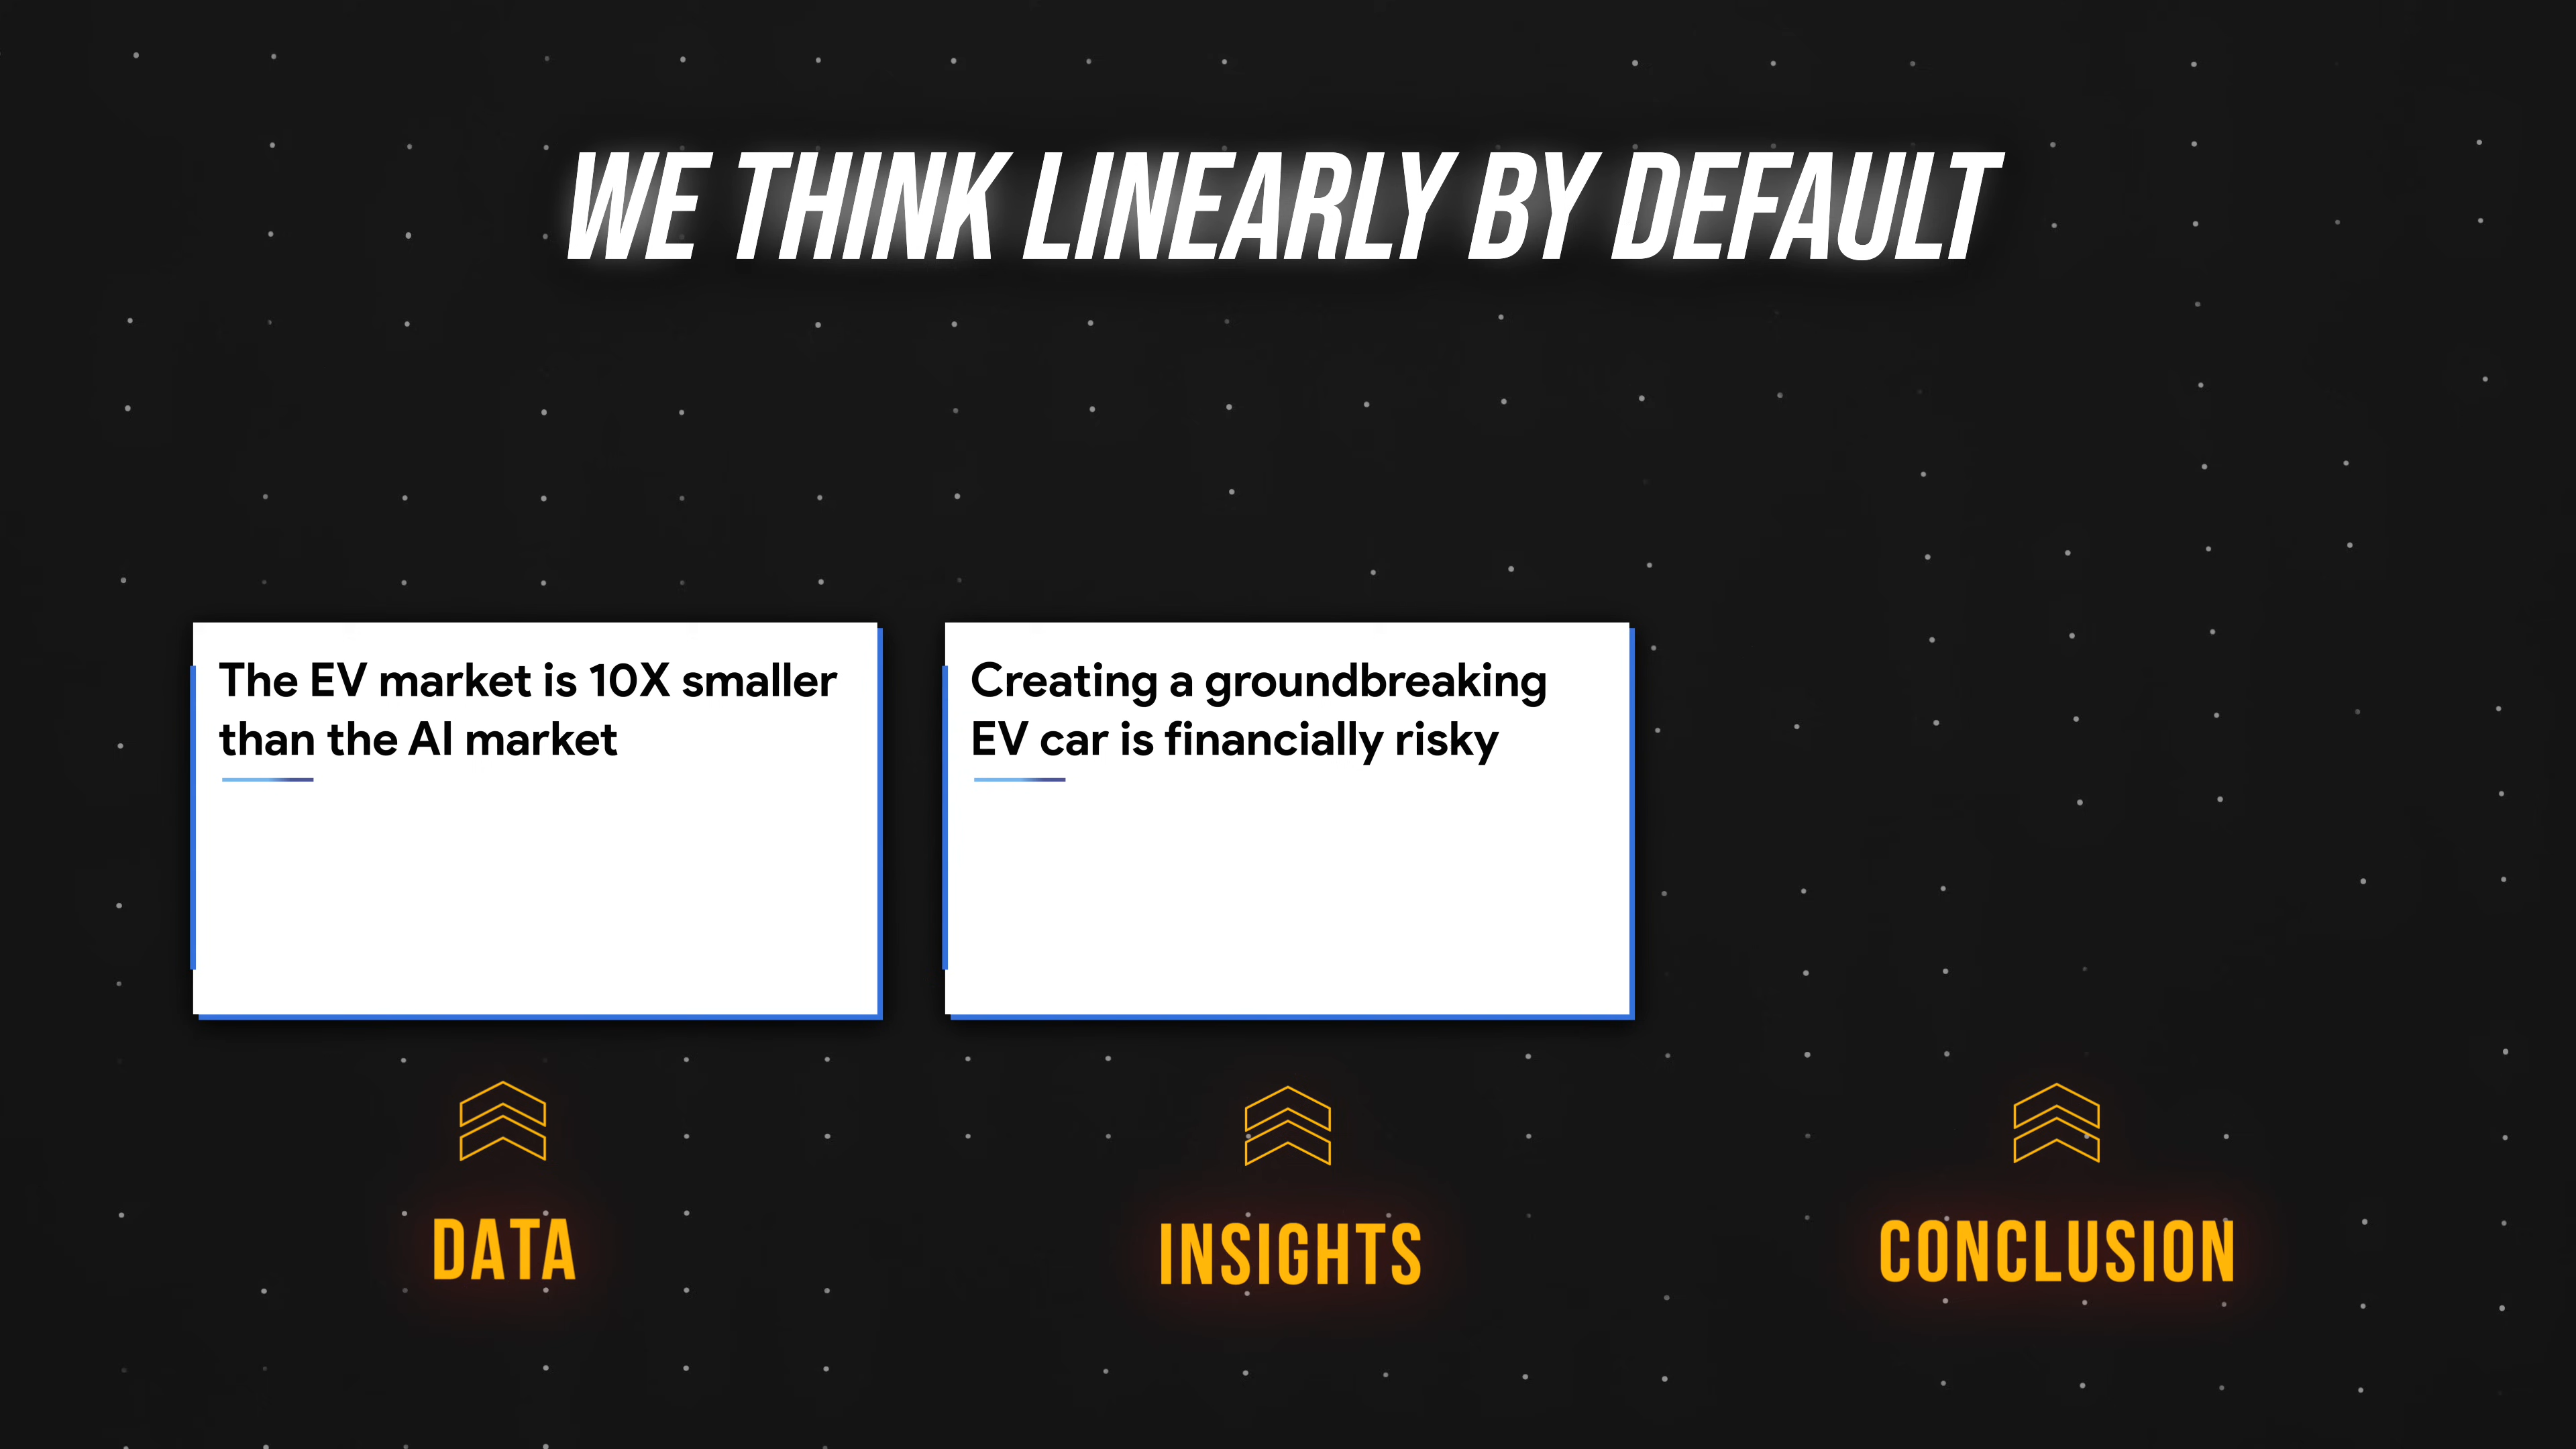 WE THINK LINEARLY BY DEFAULT
The EV market is 10X smaller
than the AI market
Creating a groundbreaking
EV car is financially risky
DATA
INSIGHTS
CONCLUSION